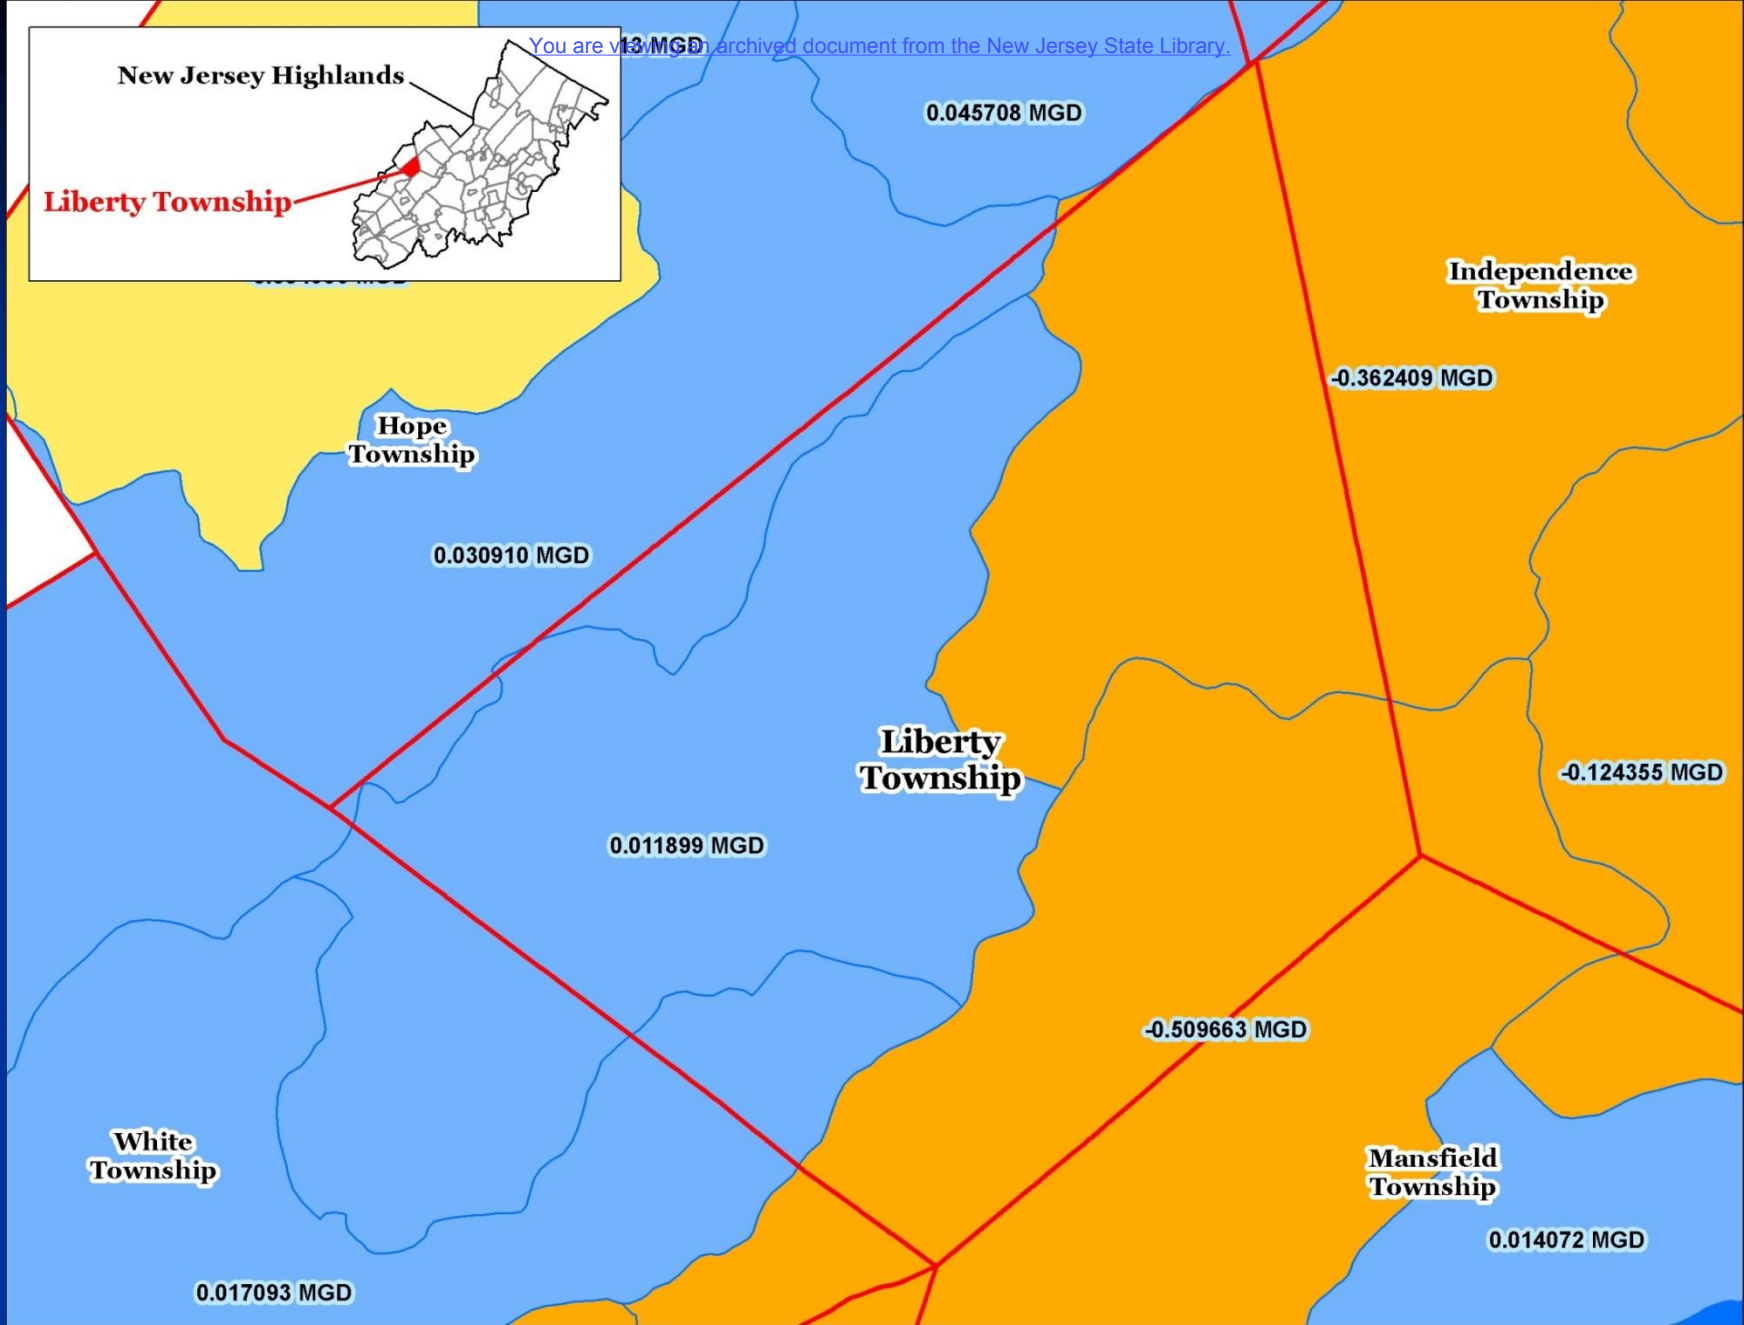 You are viewing an archived document from the New Jersey State Library.
13 MGD
New Jersey Highlands
Liberty Township
0.045708 MGD
Independence
Township
-0.362409 MGD
Hope
Township
0.030910 MGD
Liberty
Township
-0.124355 MGD
0.011899 MGD
-0.509663 MGD
White
Township
Mansfield
Township
0.014072 MGD
0.017093 MGD